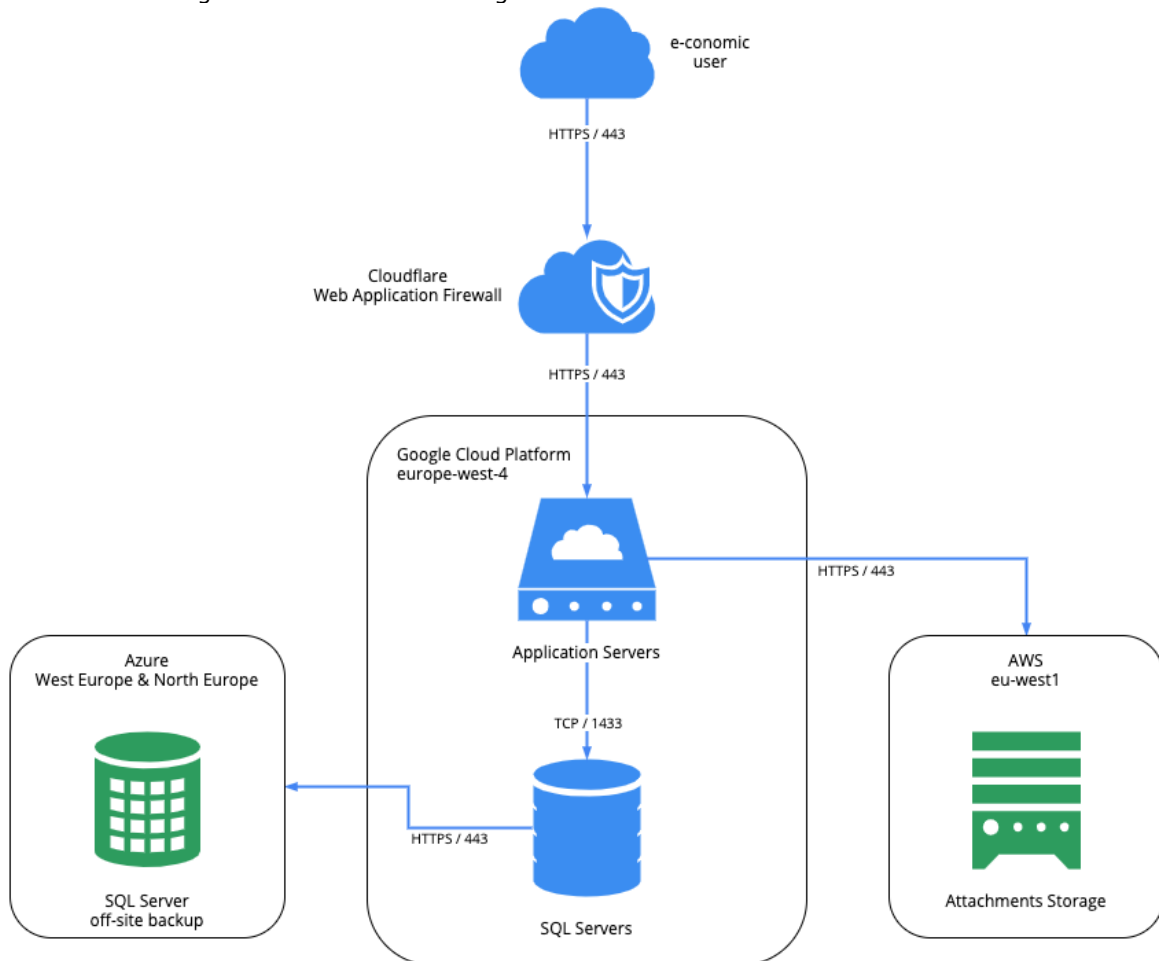 e-conomic
user
HTTPS / 443
Cloudflare
Web Application Firewall
HTTPS / 443
Google Cloud Platform
europe-west-4
HTTPS / 443
Application Servers
Azure
West Europe & North Europe
AWS
eu-west1
TCP / 1433
HTTPS / 443
SQL Server
off-site backup
SQL Servers
Attachments Storage